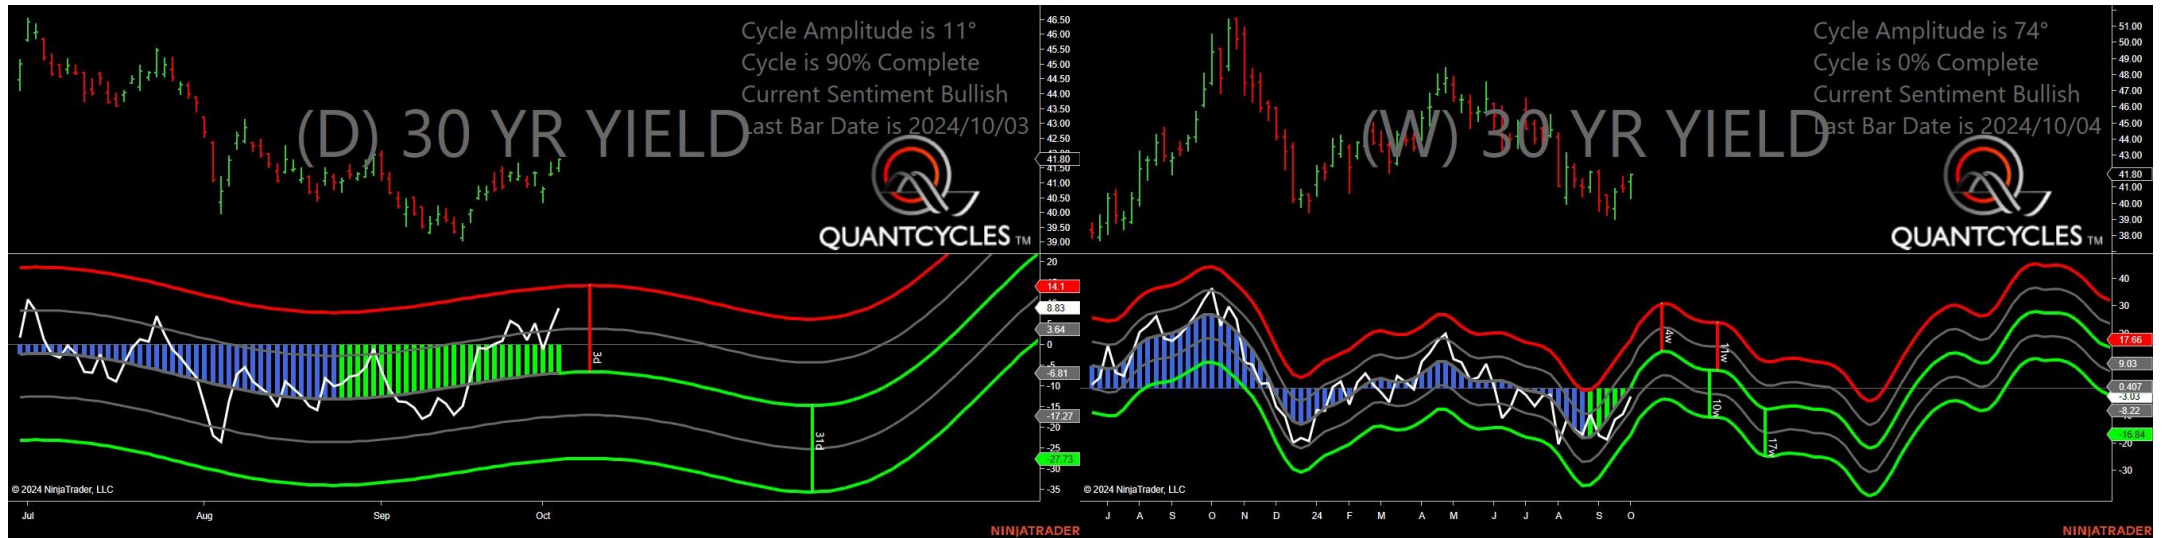 Cycle Amplitude is 11°
Cycle is 90% Complete
Current Sentiment Bullish
Last Bar Date is 2024/10/03
(D) 30 YR YIELD
QUANTCYCLES TM
46.50
46.00
45.50
45.00
44.50
44.00
43.50
43.00
42.50
41.80
41.50
41.00
40.50
40.00
39.50
39.00
20
14.1
8.83
3.64
0
-6.81
-10
-15
-17.27
-20
-25
-27.73
-30
-35
3d
31d
© 2024 NinjaTrader, LLC
Jul
Aug
Sep
Oct
NINJATRADER
Cycle Amplitude is 74°
Cycle is 0% Complete
Current Sentiment Bullish
Last Bar Date is 2024/10/04
(W) 30 YR YIELD
QUANTCYCLES TM
51.00
50.00
49.00
48.00
47.00
46.00
45.00
44.00
43.00
41.80
41.00
40.00
39.00
38.00
40
30
17.66
9.03
0.407
-3.03
-8.22
-16.84
-20
-30
4w
11w
10w
17w
© 2024 NinjaTrader, LLC
J A S O N D 24 F M A M J J A S O
NINJATRADER